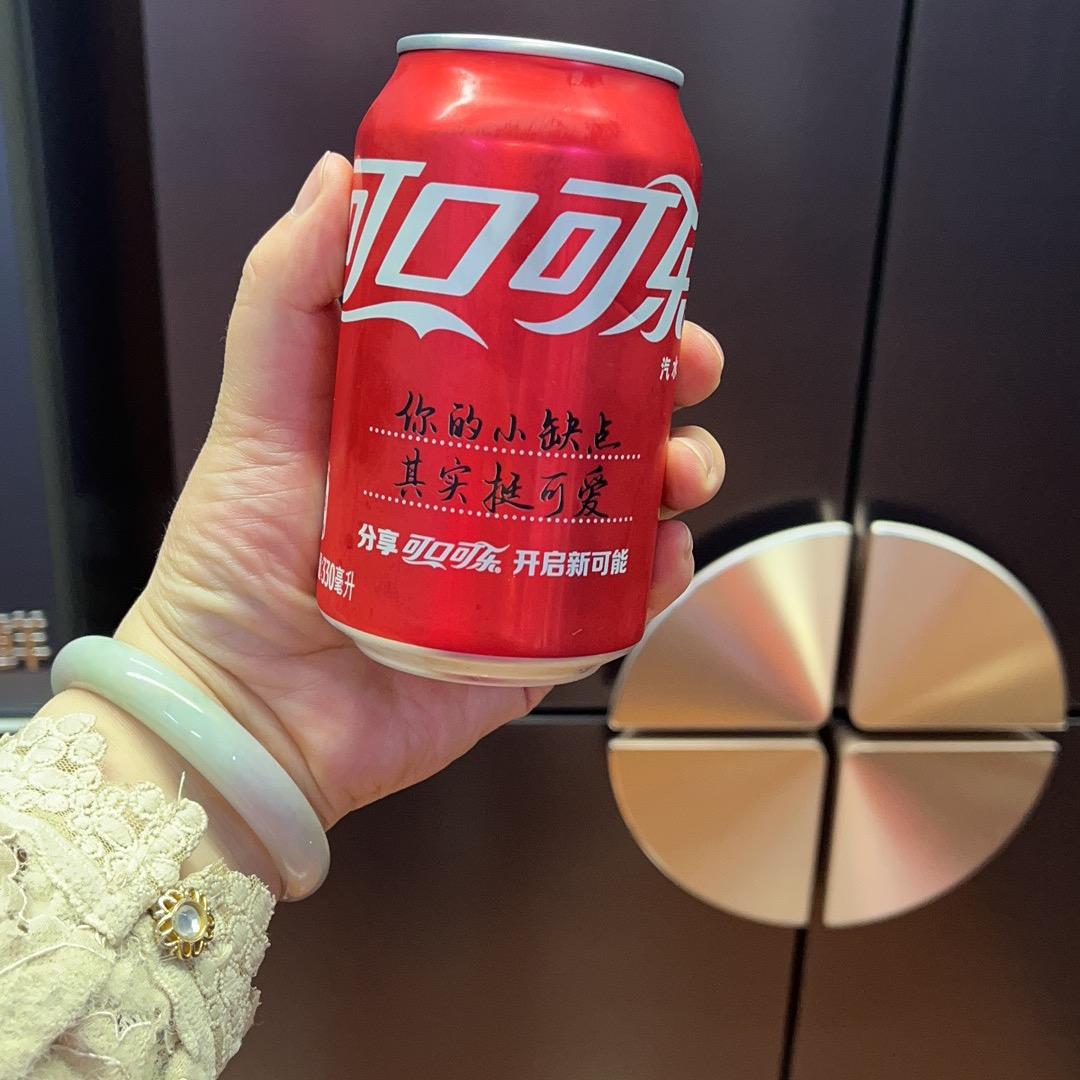 可口可乐
汽水
你的小缺点
其实挺可爱
分享可口可乐 开启新可能
330毫升